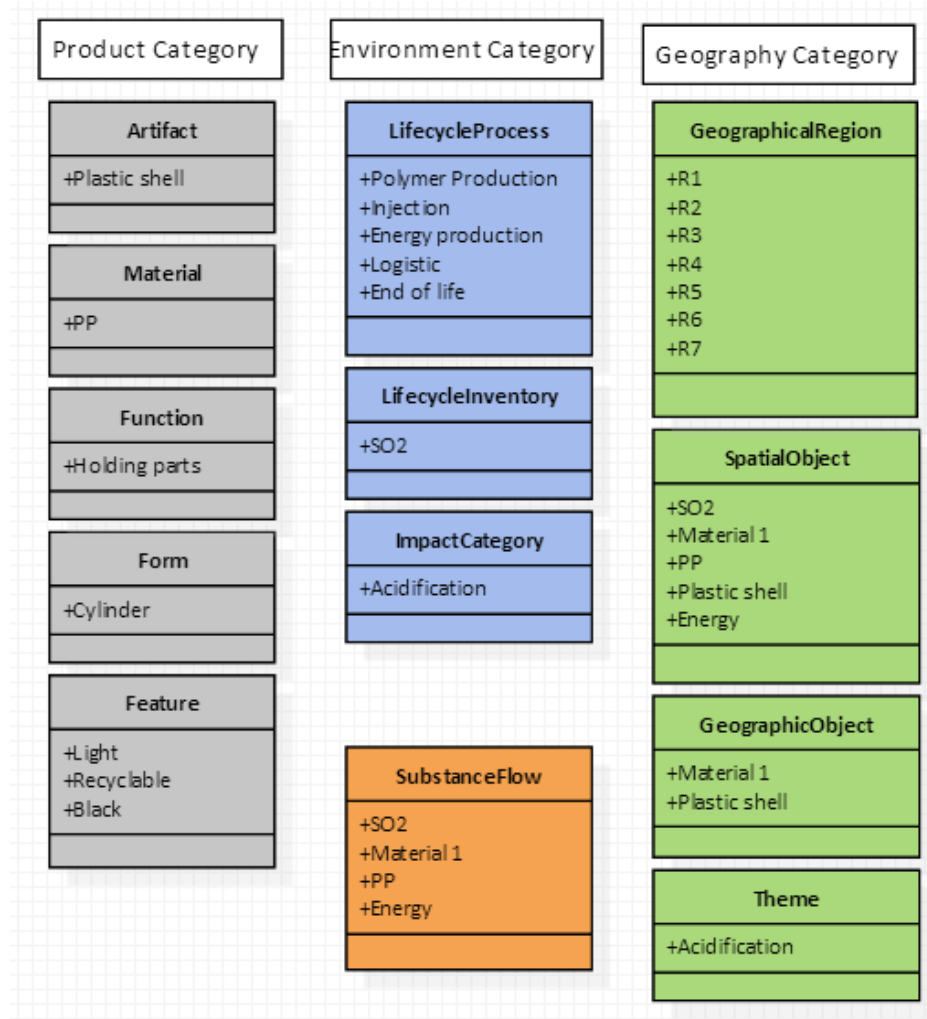 Product Category
Artifact
+Plastic shell
Material
+PP
Function
+Holding parts
Form
+Cylinder
Feature
+Light
+Recyclable
+Black
Environment Category
LifecycleProcess
+Polymer Production
+Injection
+Energy production
+Logistic
+End of life
LifecycleInventory
+SO2
ImpactCategory
+Acidification
SubstanceFlow
+SO2
+Material 1
+PP
+Energy
Geography Category
GeographicalRegion
+R1
+R2
+R3
+R4
+R5
+R6
+R7
SpatialObject
+SO2
+Material 1
+PP
+Plastic shell
+Energy
GeographicObject
+Material 1
+Plastic shell
Theme
+Acidification